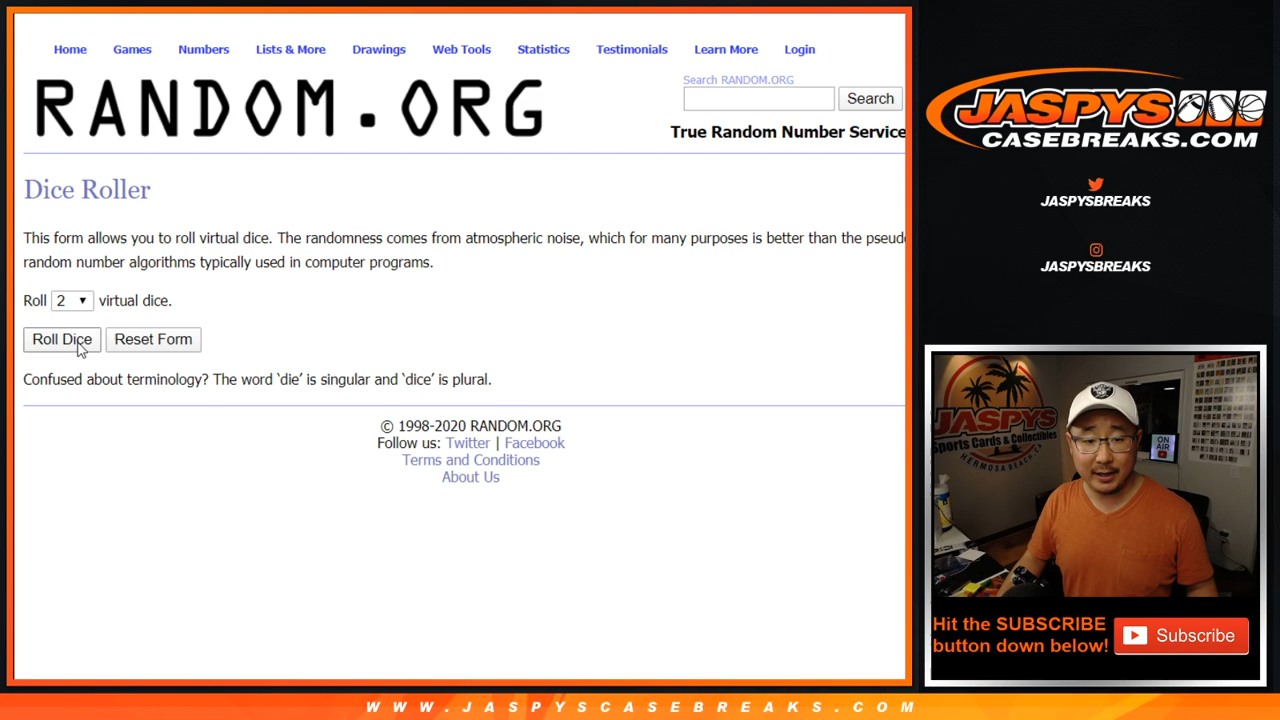 Home Games Numbers Lists & More Drawings Web Tools Statistics Testimonials Learn More Login
RANDOM.ORG
Search RANDOM.ORG
Search
True Random Number Service
Dice Roller
This form allows you to roll virtual dice. The randomness comes from atmospheric noise, which for many purposes is better than the pseudo
random number algorithms typically used in computer programs.
Roll 2 virtual dice.
Roll Dice Reset Form
Confused about terminology? The word ‘die’ is singular and ‘dice’ is plural.
© 1998-2020 RANDOM.ORG
Follow us: Twitter | Facebook
Terms and Conditions
About Us
JASPYS
CASEBREAKS.COM
JASPYSBREAKS
JASPYSBREAKS
JASPYS
Sports Cards & Collectibles
HERMOSA BEACH, CA
ON
AIR
Hit the SUBSCRIBE
button down below!
Subscribe
WWW.JASPYSCASEBREAKS.COM